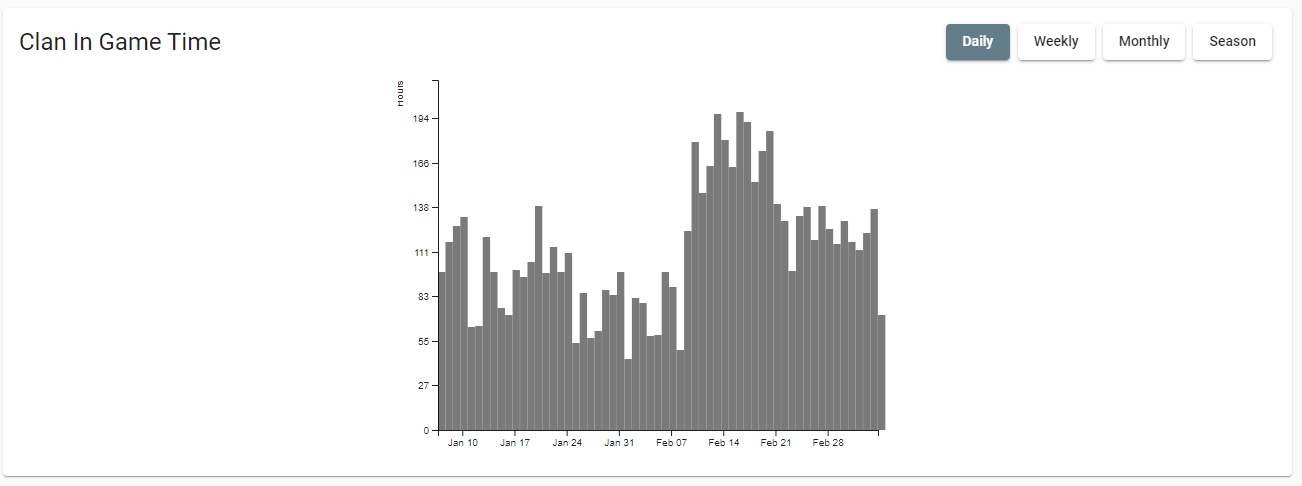 Clan In Game Time
Daily
Weekly
Monthly
Season
Hours
194
166
138
111
83
55
27
0
Jan 10 Jan 17 Jan 24 Jan 31 Feb 07 Feb 14 Feb 21 Feb 28